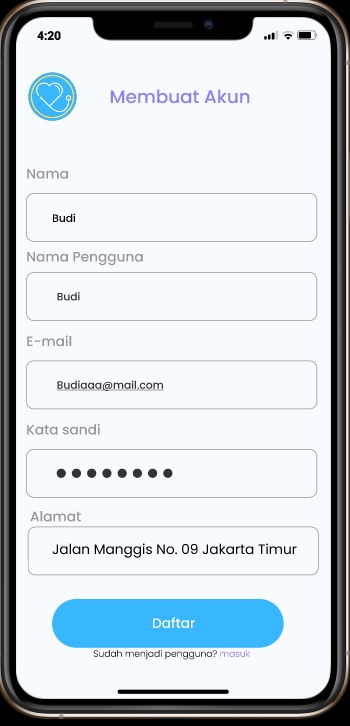 4:20
Membuat Akun
Nama
Budi
Nama Pengguna
Budi
E-mail
Budiaaa@mail.com
Kata sandi
Alamat
Jalan Manggis No. 09 Jakarta Timur
Daftar
Sudah menjadi pengguna? masuk